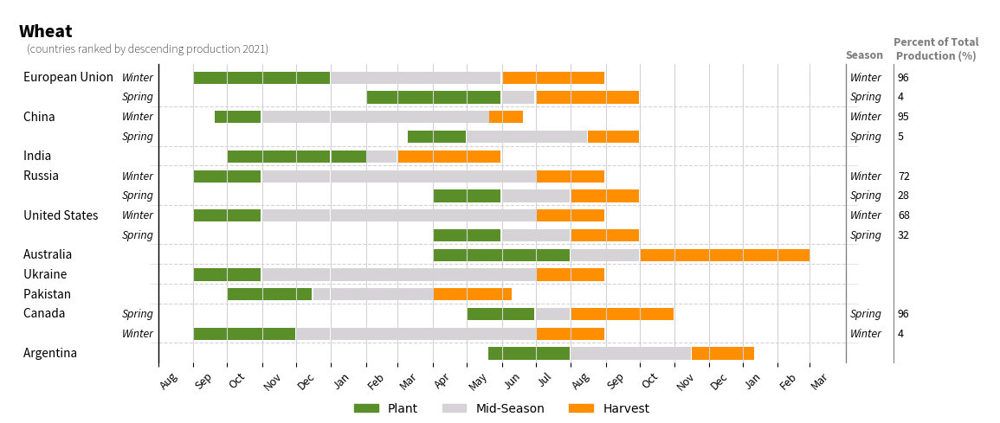 Wheat
(countries ranked by descending production 2021)
Season
Percent of Total
Production (%)
European Union Winter Winter 96
Spring Spring 4
China Winter Winter 95
Spring Spring 5
India
Russia Winter Winter 72
Spring Spring 28
United States Winter Winter 68
Spring Spring 32
Australia
Ukraine
Pakistan
Canada Spring Spring 96
Winter Winter 4
Argentina
Aug Sep Oct Nov Dec Jan Feb Mar Apr May Jun Jul Aug Sep Oct Nov Dec Jan Feb Mar
Plant Mid-Season Harvest